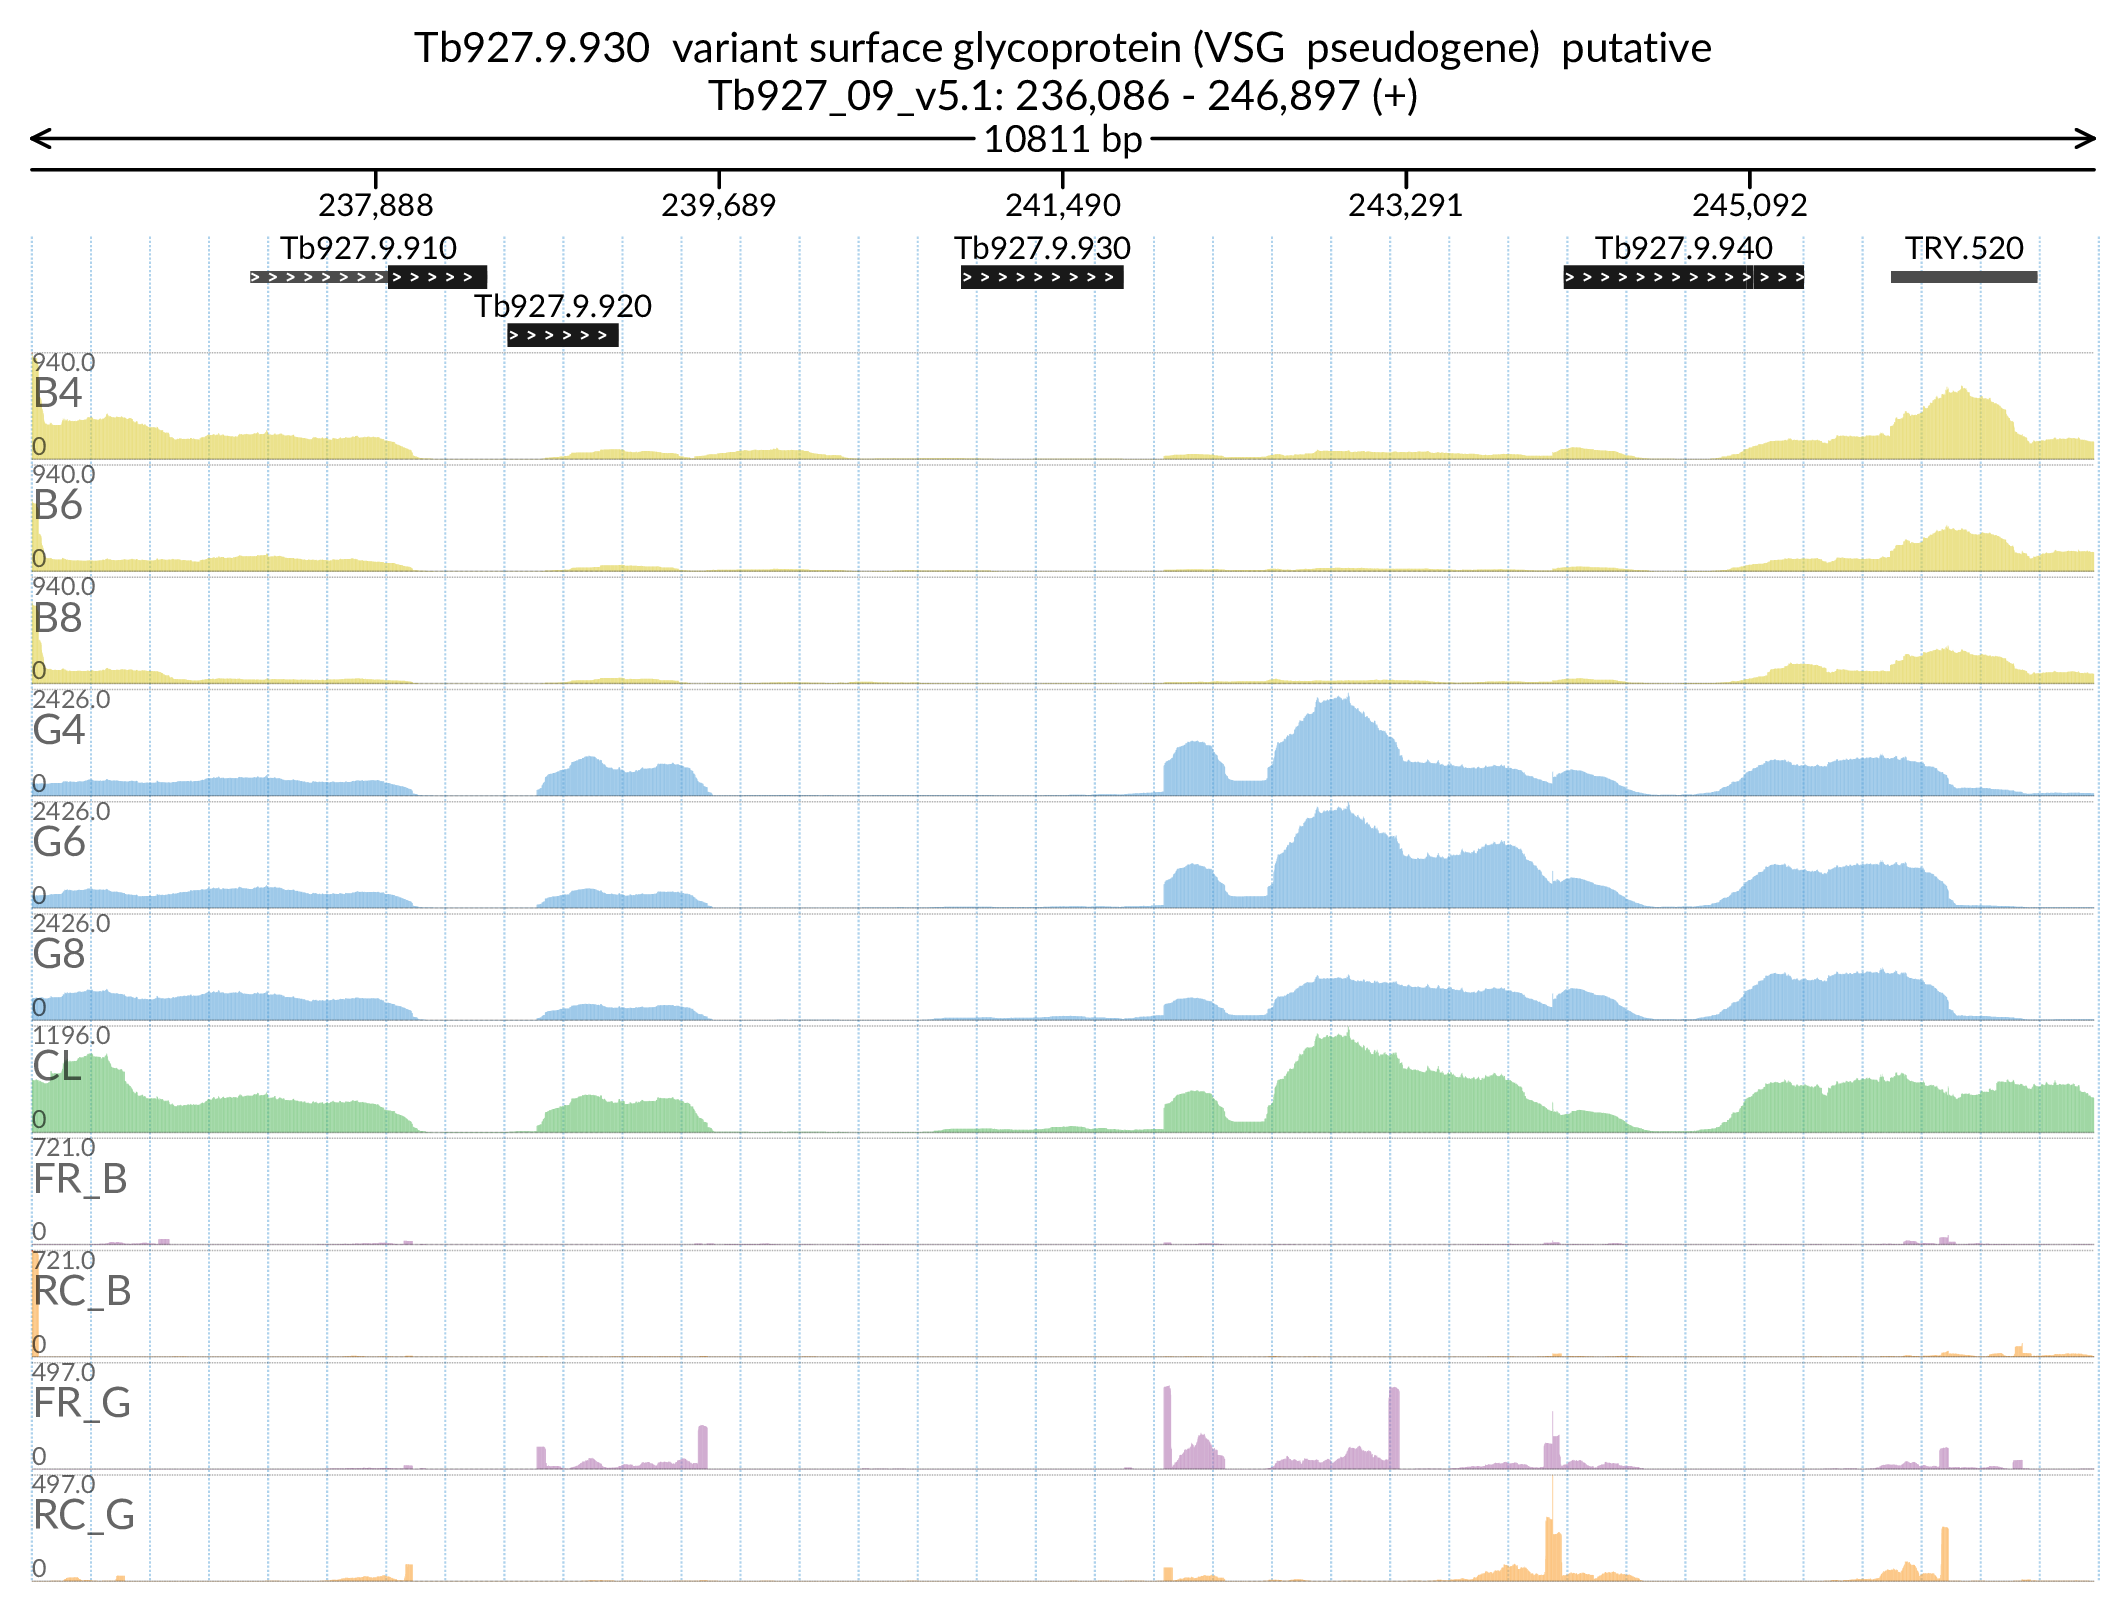 Tb927.9.930  variant surface glycoprotein (VSG  pseudogene)  putative
Tb927_09_v5.1: 236,086 - 246,897 (+)
10811 bp
237,888 239,689 241,490 243,291 245,092
Tb927.9.910 Tb927.9.930 Tb927.9.940 TRY.520
Tb927.9.920
940.0
B4
0
940.0
B6
0
940.0
B8
0
2426.0
G4
0
2426.0
G6
0
2426.0
G8
0
1196.0
CL
0
721.0
FR_B
0
721.0
RC_B
0
497.0
FR_G
0
497.0
RC_G
0